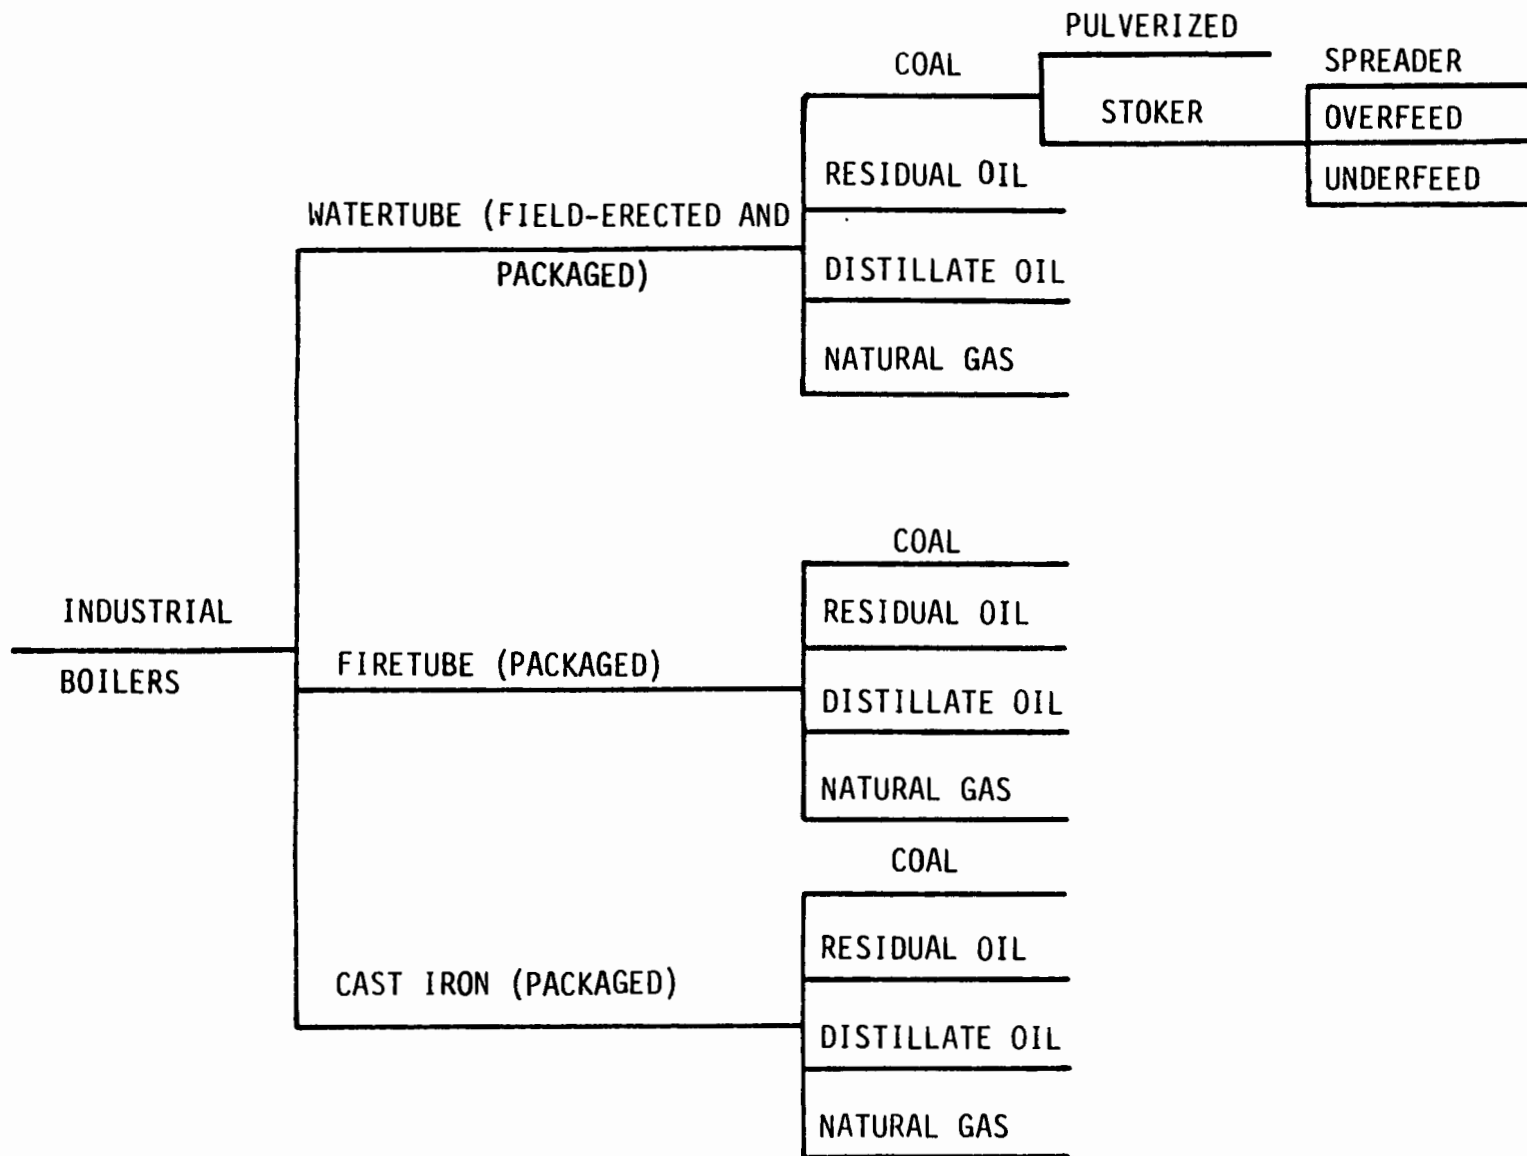 PULVERIZED
COAL
SPREADER
STOKER
OVERFEED
UNDERFEED
RESIDUAL OIL
WATERTUBE (FIELD-ERECTED AND
PACKAGED)
DISTILLATE OIL
NATURAL GAS
COAL
INDUSTRIAL
BOILERS
RESIDUAL OIL
FIRETUBE (PACKAGED)
DISTILLATE OIL
NATURAL GAS
COAL
RESIDUAL OIL
CAST IRON (PACKAGED)
DISTILLATE OIL
NATURAL GAS